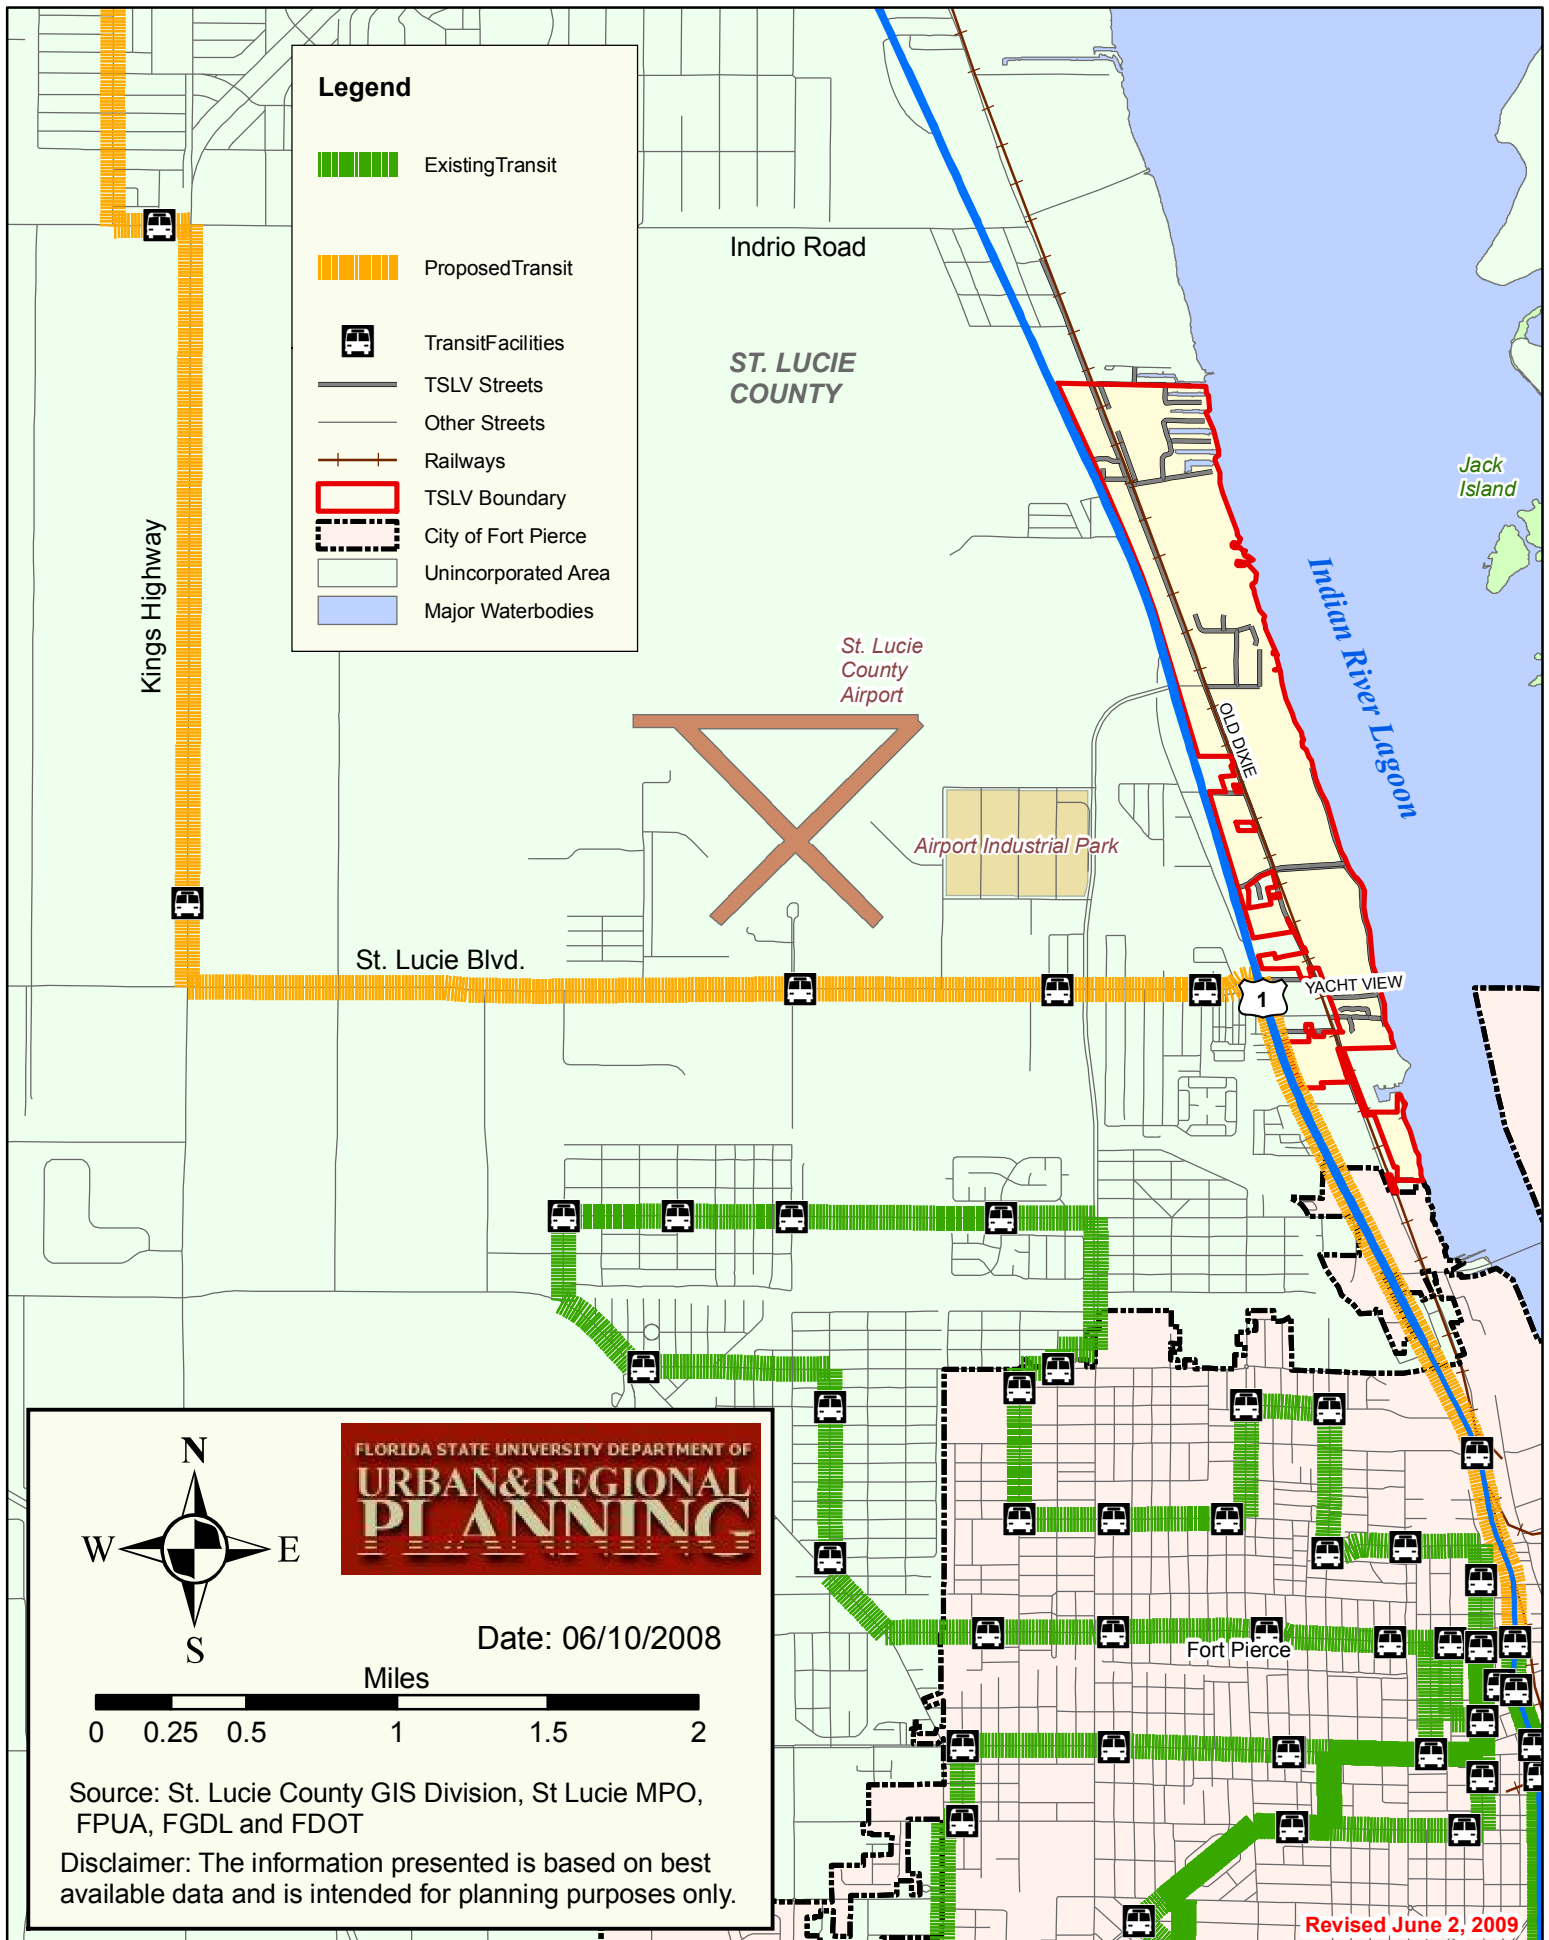 Legend
ExistingTransit
ProposedTransit
TransitFacilities
TSLV Streets
Other Streets
Railways
TSLV Boundary
City of Fort Pierce
Unincorporated Area
Major Waterbodies
Indrio Road
ST. LUCIE
COUNTY
Kings Highway
Jack
Island
Indian River Lagoon
St. Lucie
County
Airport
OLD DIXIE
Airport Industrial Park
St. Lucie Blvd.
YACHT VIEW
1
Fort Pierce
N
W
E
S
FLORIDA STATE UNIVERSITY DEPARTMENT OF
URBAN&REGIONAL
PLANNING
Date: 06/10/2008
Miles
0 0.25 0.5 1 1.5 2
Source: St. Lucie County GIS Division, St Lucie MPO,
FPUA, FGDL and FDOT
Disclaimer: The information presented is based on best
available data and is intended for planning purposes only.
Revised June 2, 2009